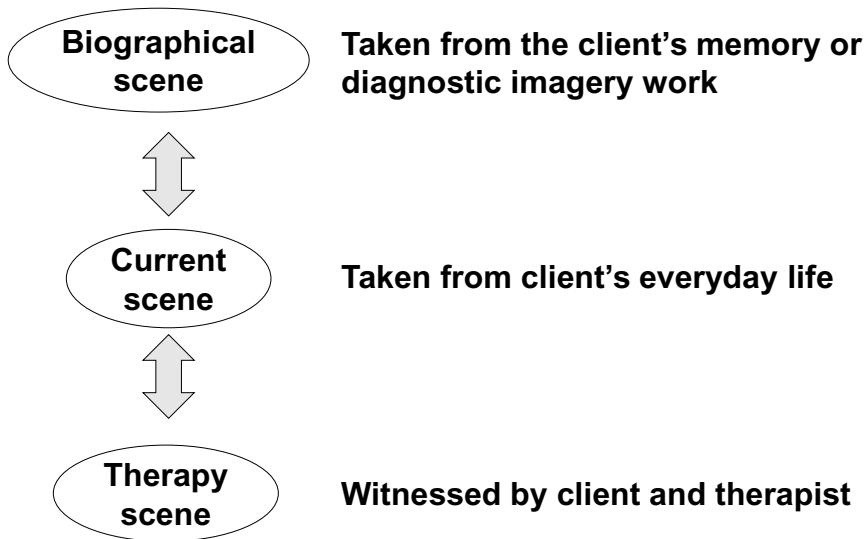 Biographical
scene
Taken from the client’s memory or
diagnostic imagery work
Current
scene
Taken from client’s everyday life
Therapy
scene
Witnessed by client and therapist